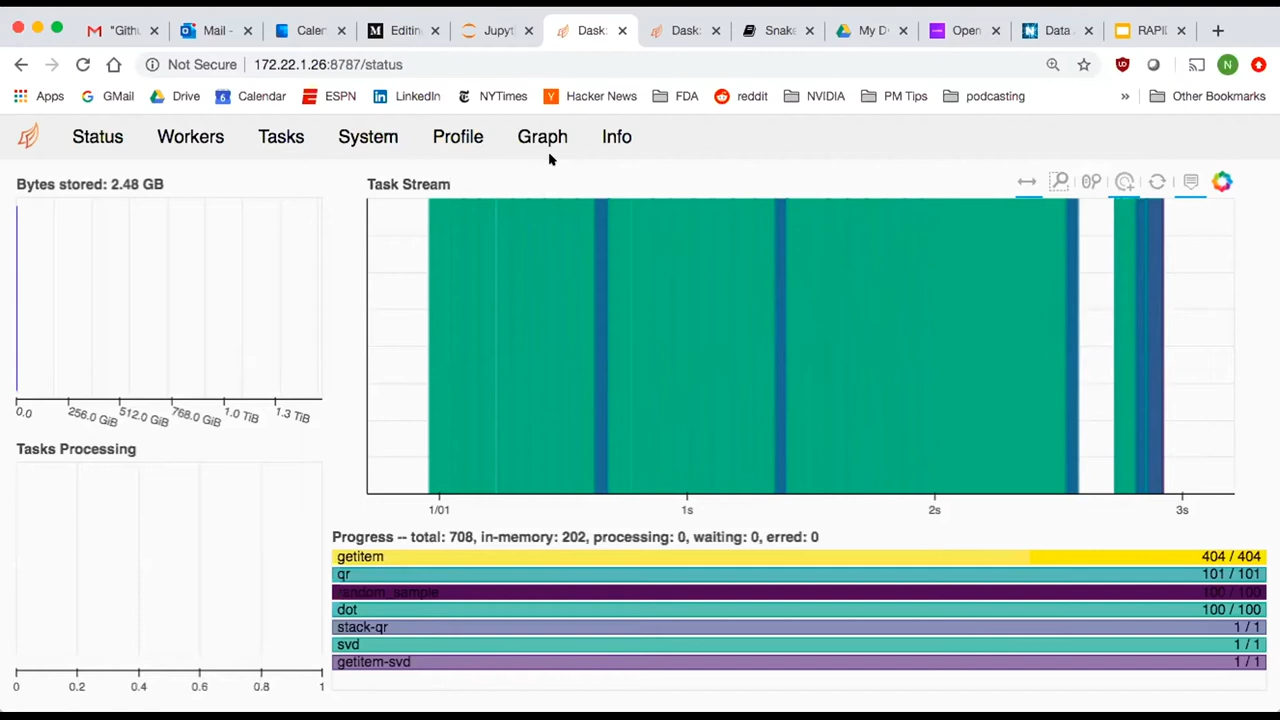 "Githu
Mail -
Caler
Editin
Jupyt
Dask:
Dask:
Snake
My D
Open
Data
RAPII
Not Secure
172.22.1.26:8787/status
N
Apps
GMail
Drive
Calendar
ESPN
LinkedIn
NYTimes
Hacker News
FDA
reddit
NVIDIA
PM Tips
podcasting
»
Other Bookmarks
Status
Workers
Tasks
System
Profile
Graph
Info
Bytes stored: 2.48 GB
0.0
256.0 GiB
512.0 GiB
768.0 GiB
1.0 TiB
1.3 TiB
Tasks Processing
0
0.2
0.4
0.6
0.8
1
Task Stream
1/01
1s
2s
3s
Progress -- total: 708, in-memory: 202, processing: 0, waiting: 0, erred: 0
getitem 404 / 404
qr 101 / 101
random_sample 100 / 100
dot 100 / 100
stack-qr 1 / 1
svd 1 / 1
getitem-svd 1 / 1